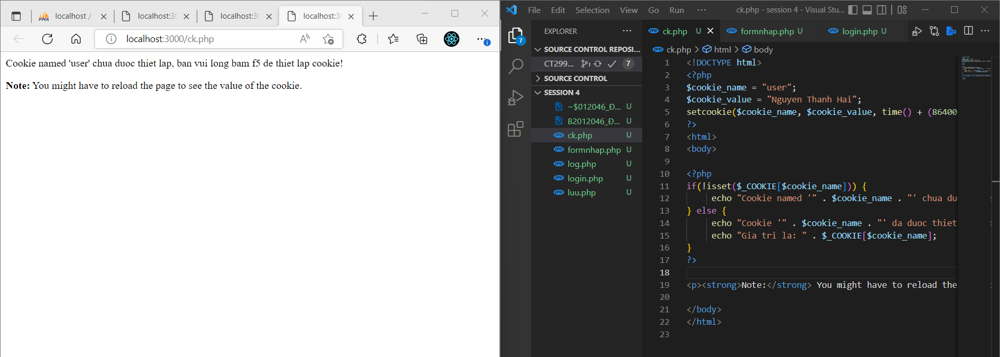 localhost /
localhost:30
localhost:30
localhost:30
localhost:3000/ck.php
Cookie named 'user' chua duoc thiet lap, ban vui long bam f5 de thiet lap cookie!
Note: You might have to reload the page to see the value of the cookie.
File Edit Selection View Go Run ··· ck.php - session 4 - Visual Stu...
EXPLORER ···
SOURCE CONTROL REPOSI...
CT299... 7
SOURCE CONTROL
SESSION 4
~$012046_Đ... U
B2012046_Đ... U
ck.php U
formnhap.php U
log.php U
login.php U
luu.php U
7
ck.php U formnhap.php U login.php U
ck.php > html > body
1 <!DOCTYPE html>
2 <?php
3 $cookie_name = "user";
4 $cookie_value = "Nguyen Thanh Hai";
5 setcookie($cookie_name, $cookie_value, time() + (86400
6 ?>
7 <html>
8 <body>
9
10 <?php
11 if(!isset($_COOKIE[$cookie_name])) {
12 echo "Cookie named '" . $cookie_name . "' chua du
13 } else {
14 echo "Cookie '" . $cookie_name . "' da duoc thiet
15 echo "Gia tri la: " . $_COOKIE[$cookie_name];
16 }
17 ?>
18
19 <p><strong>Note:</strong> You might have to reload the
20
21 </body>
22 </html>
23